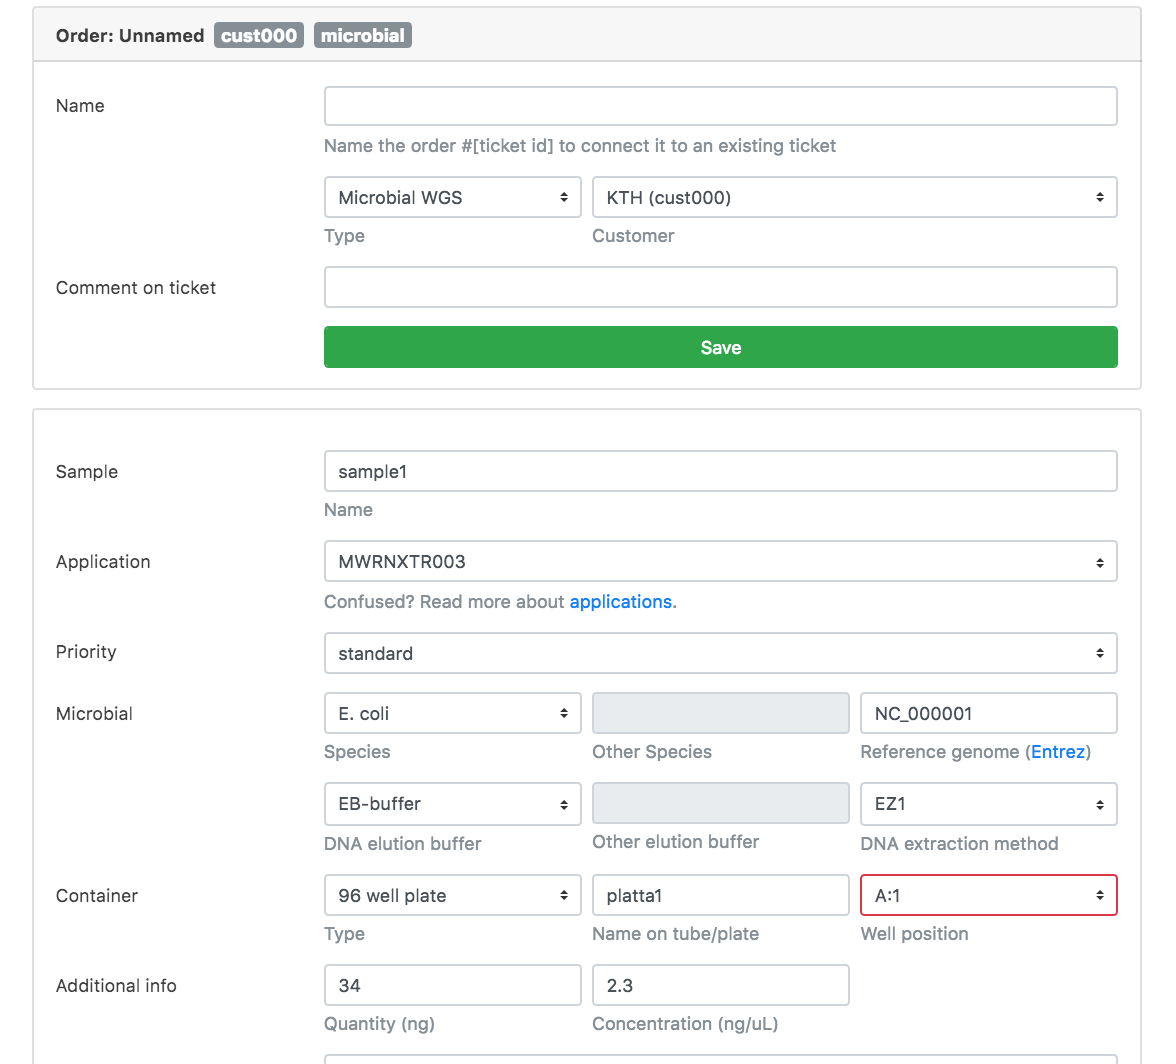 Order: Unnamed cust000 microbial
Name
Name the order #[ticket id] to connect it to an existing ticket
Microbial WGS KTH (cust000)
Type Customer
Comment on ticket
Save
Sample sample1
Name
Application MWRNXTR003
Confused? Read more about applications.
Priority standard
Microbial E. coli NC_000001
Species Other Species Reference genome (Entrez)
EB-buffer EZ1
DNA elution buffer Other elution buffer DNA extraction method
Container 96 well plate platta1 A:1
Type Name on tube/plate Well position
Additional info 34 2.3
Quantity (ng) Concentration (ng/uL)